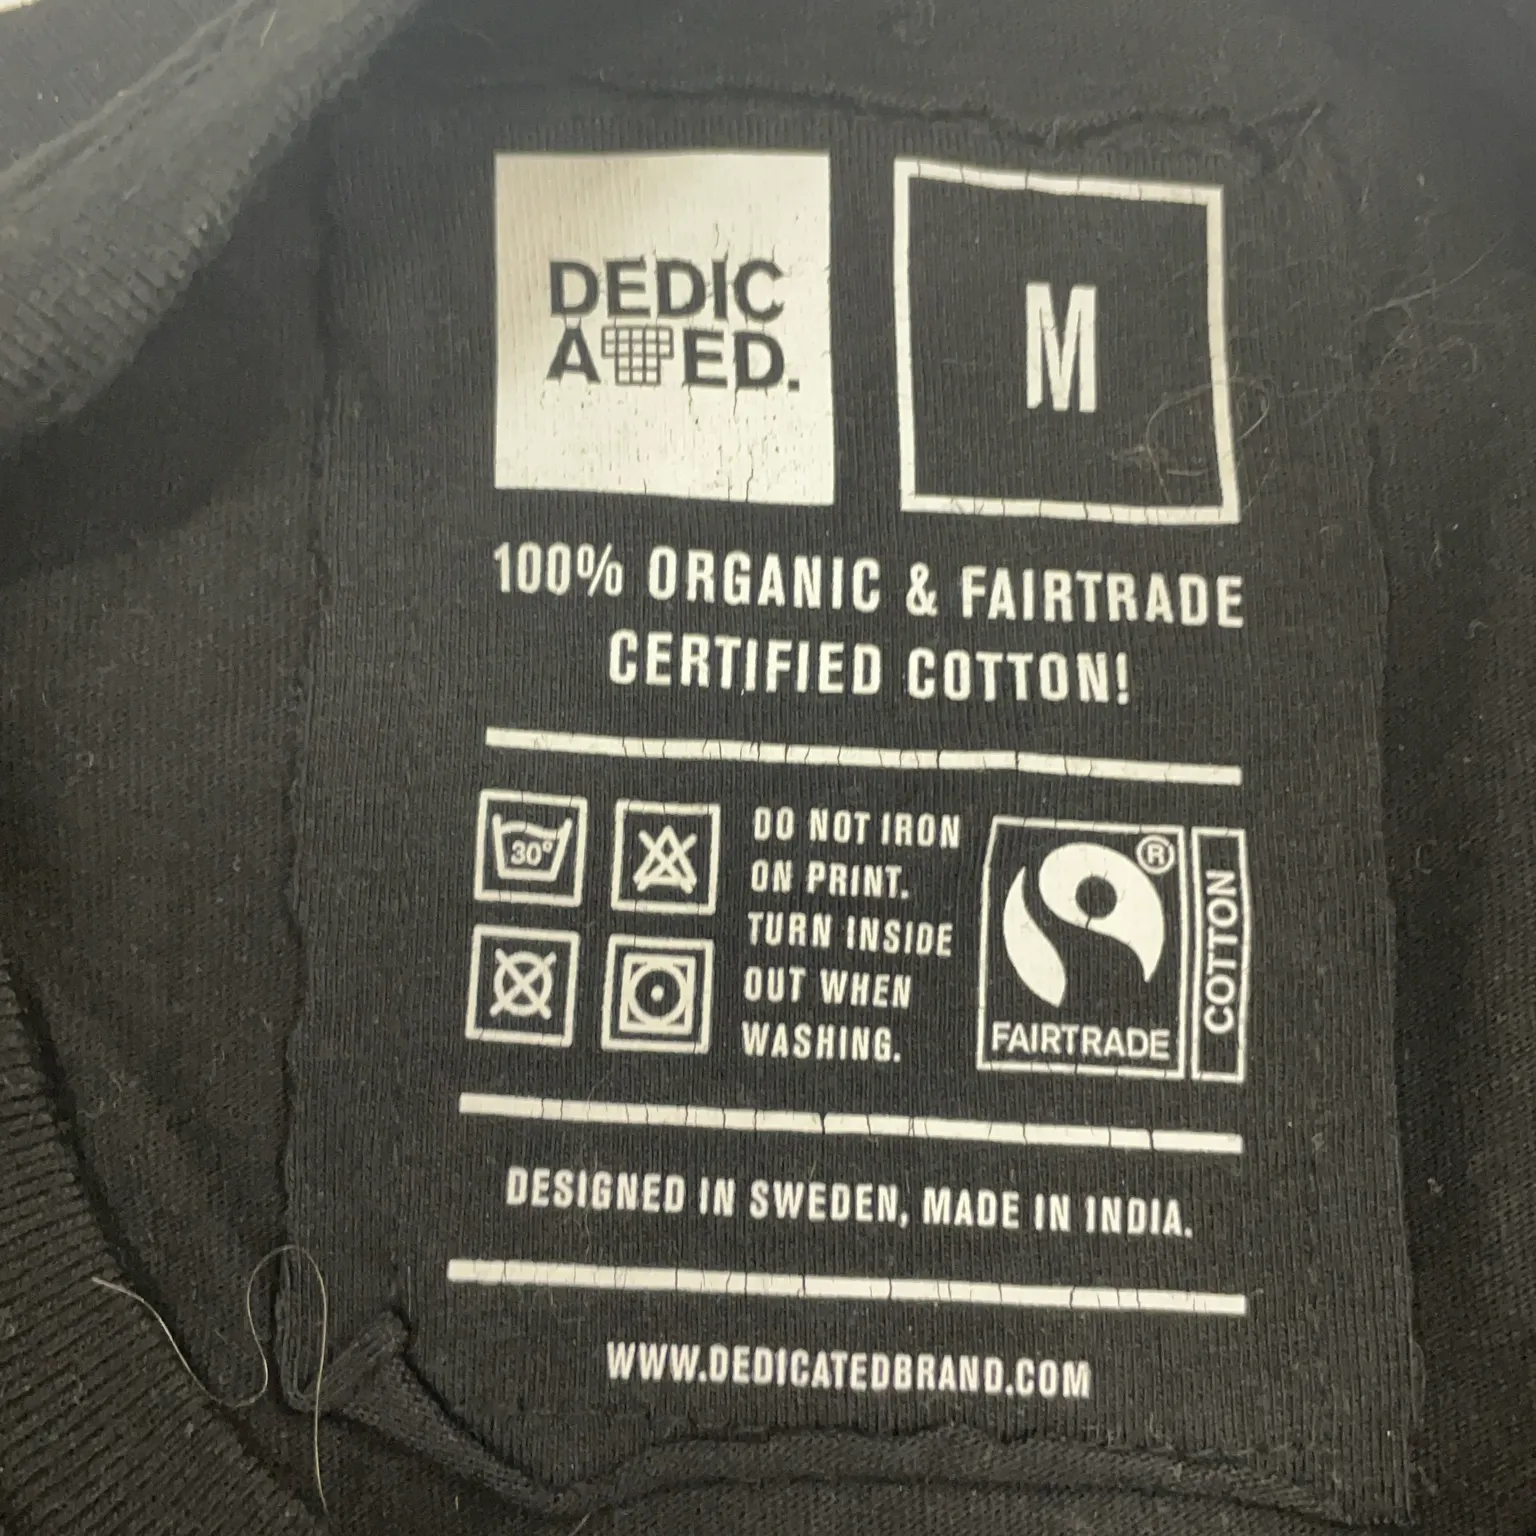 DEDIC
ATED.
M
100% ORGANIC & FAIRTRADE
CERTIFIED COTTON!
30°
DO NOT IRON
ON PRINT.
TURN INSIDE
OUT WHEN
WASHING.
®
FAIRTRADE
COTTON
DESIGNED IN SWEDEN, MADE IN INDIA.
WWW.DEDICATEDBRAND.COM